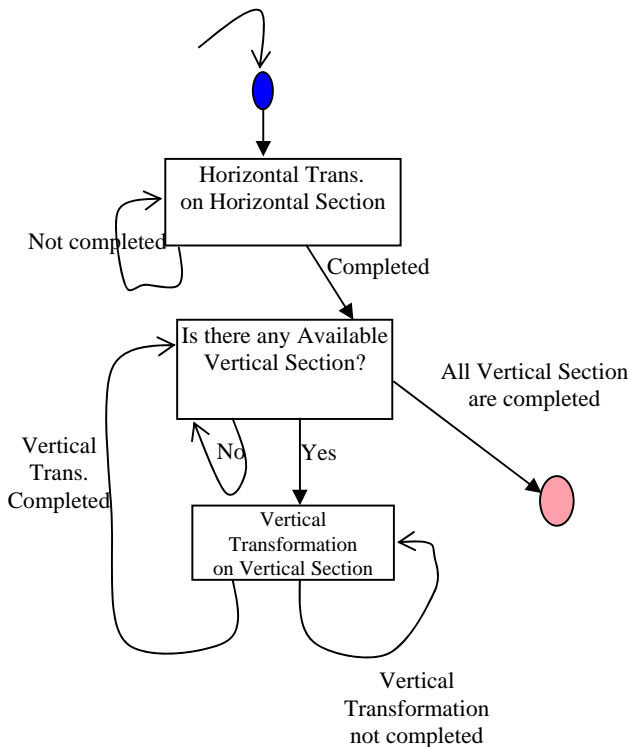 Horizontal Trans.
on Horizontal Section
Not completed
Completed
Is there any Available
Vertical Section?
All Vertical Section
are completed
Vertical
Trans.
Completed
No
Yes
Vertical
Transformation
on Vertical Section
Vertical
Transformation
not completed